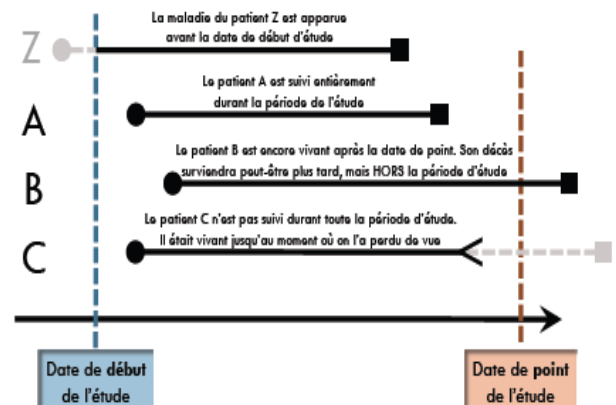 La maladie du patient Z est apparue
avant la date de début d'étude
Z
Le patient A est suivi entièrement
durant la période de l'étude
A
Le patient B est encore vivant après la date de point. Son décès
surviendra peut-être plus tard, mais HORS la période d'étude
B
Le patient C n'est pas suivi durant toute la période d'étude.
Il était vivant jusqu'au moment où on l'a perdu de vue
C
Date de début
de l'étude
Date de point
de l'étude